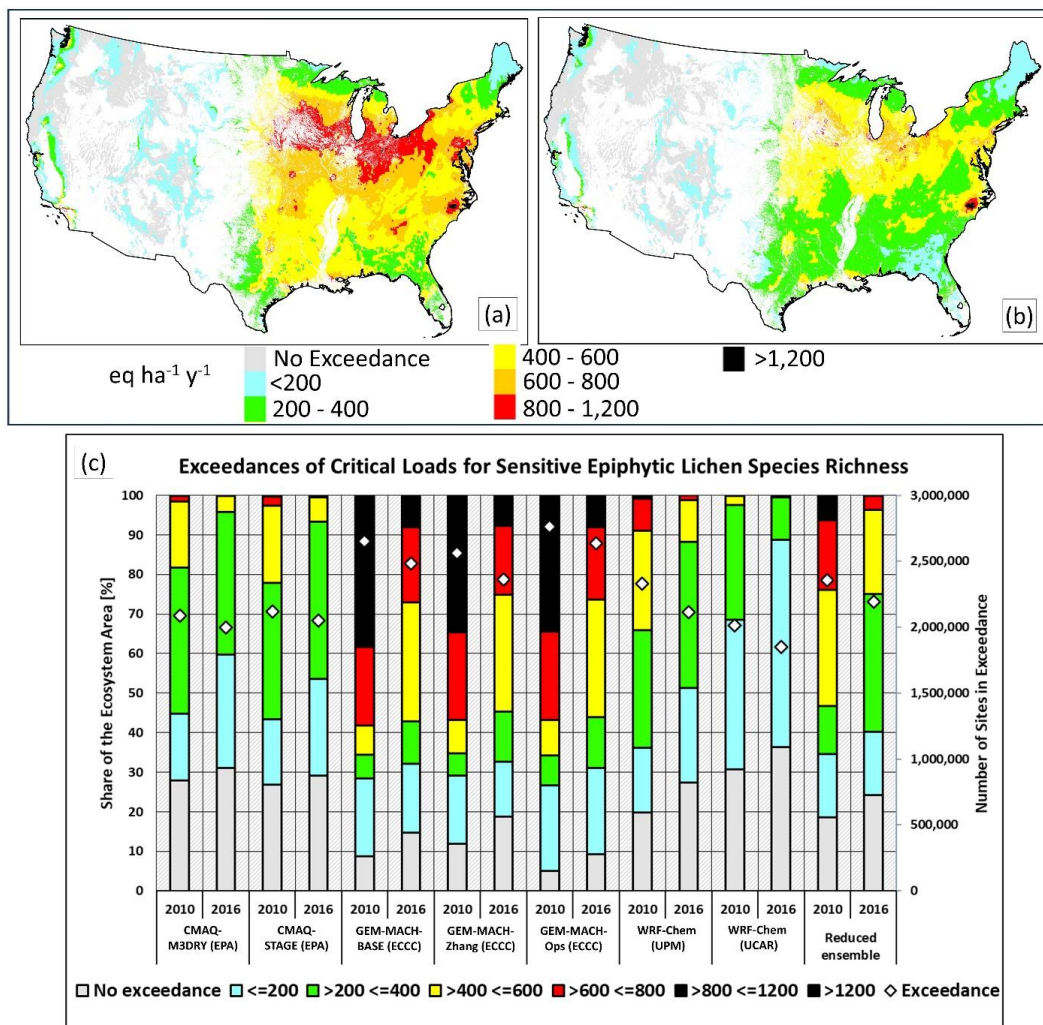 (a)
(b)
eq ha⁻¹ y⁻¹
No Exceedance
<200
200 - 400
400 - 600
600 - 800
800 - 1,200
>1,200
(c)
Exceedances of Critical Loads for Sensitive Epiphytic Lichen Species Richness
Share of the Ecosystem Area [%]
100
90
80
70
60
50
40
30
20
10
0
3,000,000
2,500,000
2,000,000
1,500,000
1,000,000
500,000
0
Number of Sites in Exceedance
2010 2016 2010 2016 2010 2016 2010 2016 2010 2016 2010 2016 2010 2016 2010 2016
CMAQ-
M3DRY (EPA)
CMAQ-
STAGE (EPA)
GEM-MACH-
BASE (ECCC)
GEM-MACH-
Zhang (ECCC)
GEM-MACH-
Ops (ECCC)
WRF-Chem
(UPM)
WRF-Chem
(UCAR)
Reduced
ensemble
No exceedance <=200 >200 <=400 >400 <=600 >600 <=800 >800 <=1200 >1200 Exceedance